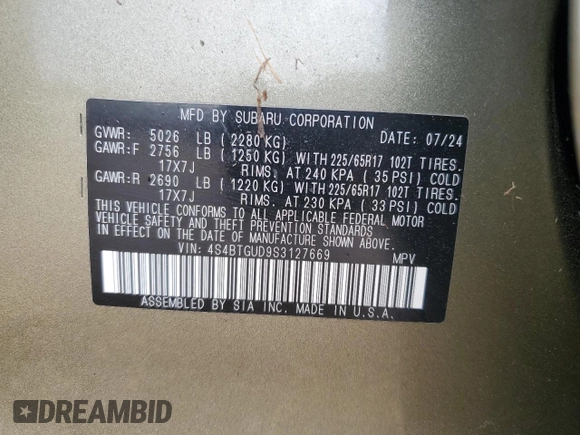 MFD BY SUBARU CORPORATION
GVWR: 5026 LB ( 2280 KG) DATE: 07/24
GAWR:F 2756 LB ( 1250 KG) WITH 225/65R17 102T TIRES.
17X7J RIMS. AT 240 KPA ( 35 PSI) COLD
GAWR:R 2690 LB ( 1220 KG) WITH 225/65R17 102T TIRES.
17X7J RIMS. AT 230 KPA ( 33 PSI) COLD
THIS VEHICLE CONFORMS TO ALL APPLICABLE FEDERAL MOTOR
VEHICLE SAFETY AND THEFT PREVENTION STANDARDS
IN EFFECT ON THE DATE OF MANUFACTURE SHOWN ABOVE.
VIN: 4S4BTGUD9S3127669 MPV
ASSEMBLED BY SIA INC. MADE IN U.S.A.
DREAMBID